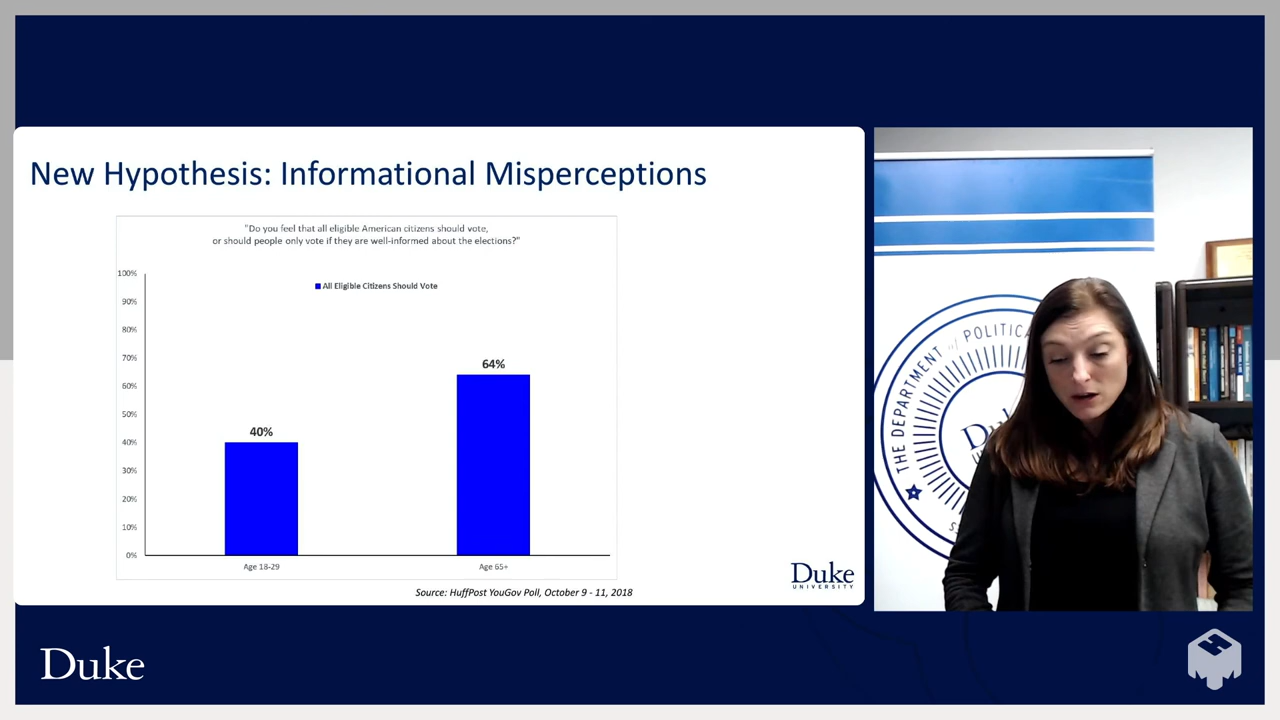 New Hypothesis: Informational Misperceptions
"Do you feel that all eligible American citizens should vote,
or should people only vote if they are well-informed about the elections?"
All Eligible Citizens Should Vote
100%
90%
80%
70%
60%
50%
40%
30%
20%
10%
0%
40%
64%
Age 18-29
Age 65+
Source: HuffPost YouGov Poll, October 9 - 11, 2018
Duke
UNIVERSITY
THE DEPARTMENT of POLITICA
Du
Duke